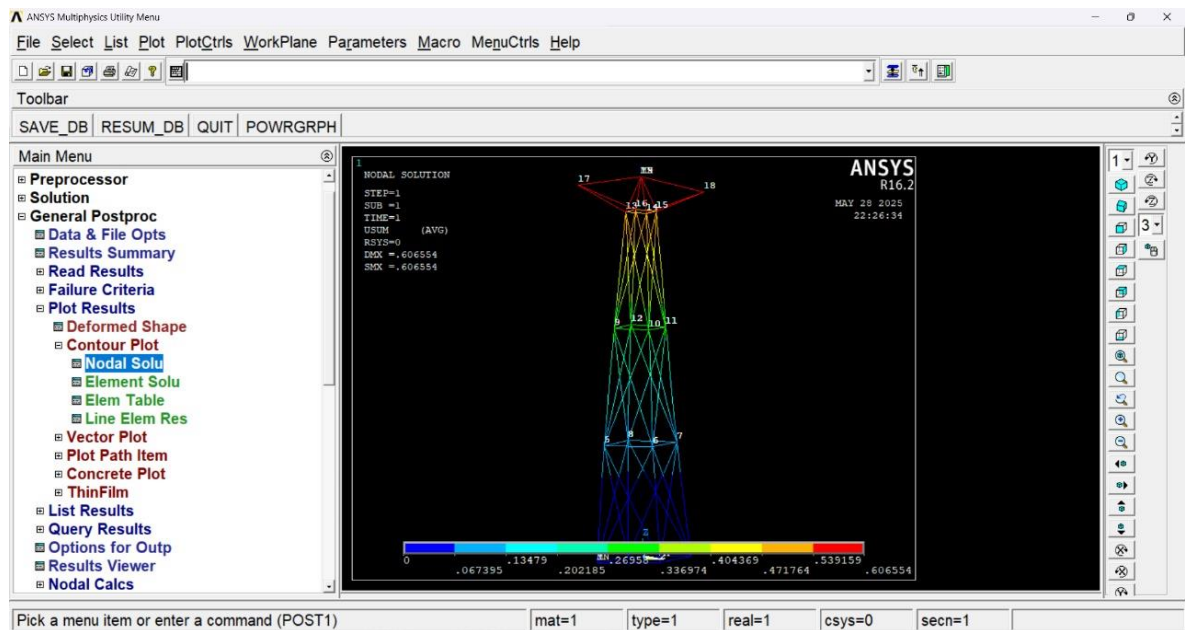 ANSYS Multiphysics Utility Menu
File Select List Plot PlotCtrls WorkPlane Parameters Macro MenuCtrls Help
Toolbar
SAVE_DB RESUM_DB QUIT POWRGRPH
Main Menu
Preprocessor
Solution
General Postproc
Data & File Opts
Results Summary
Read Results
Failure Criteria
Plot Results
Deformed Shape
Contour Plot
Nodal Solu
Element Solu
Elem Table
Line Elem Res
Vector Plot
Plot Path Item
Concrete Plot
ThinFilm
List Results
Query Results
Options for Outp
Results Viewer
Nodal Calcs
1
NODAL SOLUTION
STEP=1
SUB =1
TIME=1
USUM (AVG)
RSYS=0
DMX =.606554
SMX =.606554
ANSYS
R16.2
MAY 28 2025
22:26:34
17
18
13 16 14 15
9 12 10 11
5 8 6 7
MN
0 .13479 .26958 .404369 .539159
.067395 .202185 .336974 .471764 .606554
1
3
Pick a menu item or enter a command (POST1) mat=1 type=1 real=1 csys=0 secn=1